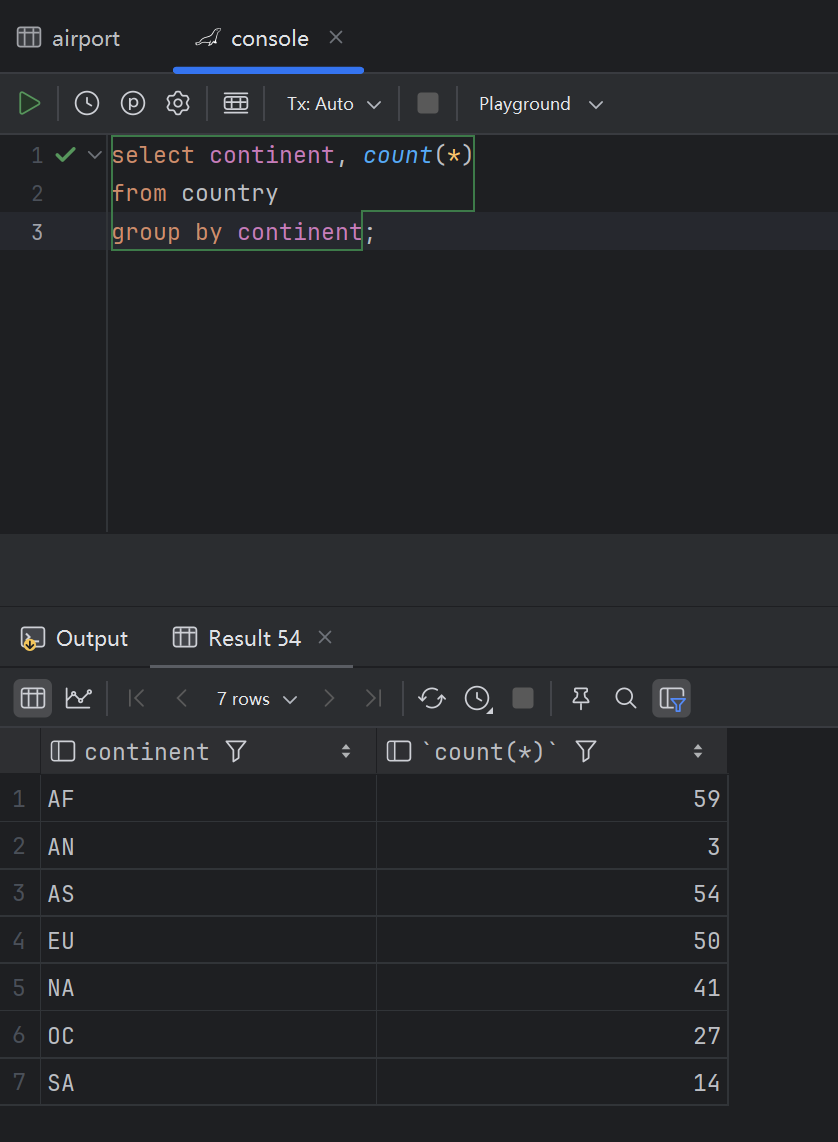 airport console
Tx: Auto Playground
1 select continent, count(*)
2 from country
3 group by continent;
Output Result 54
7 rows
continent `count(*)`
1 AF 59
2 AN 3
3 AS 54
4 EU 50
5 NA 41
6 OC 27
7 SA 14